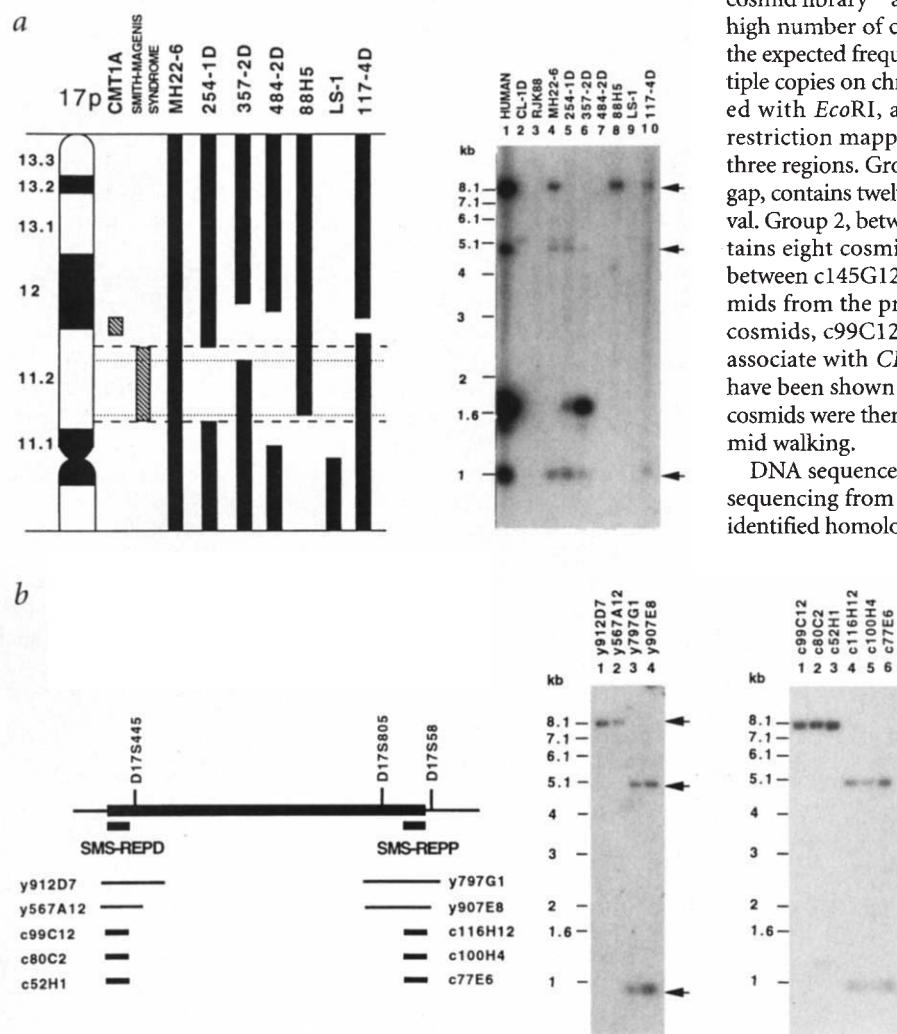 a
17p
CMT1A
SMITH-MAGENIS
SYNDROME
MH22-6
254-1D
357-2D
484-2D
88H5
LS-1
117-4D
13.3
13.2
13.1
12
11.2
11.1
HUMAN
CL-1D
RJK88
MH22-6
254-1D
357-2D
484-2D
88H5
LS-1
117-4D
1 2 3 4 5 6 7 8 9 10
kb
8.1
7.1
6.1
5.1
4
3
2
1.6
1
high number of c
the expected frequ
tiple copies on chr
ed with EcoRI, a
restriction mapp
three regions. Gro
gap, contains twel
val. Group 2, betw
tains eight cosmi
between c145G12
mids from the pr
cosmids, c99C12
associate with CI
have been shown
cosmids were ther
mid walking.
DNA sequence
sequencing from
identified homolo
b
D17S445
D17S805
D17S58
SMS-REPD
SMS-REPP
y912D7
y797G1
y567A12
y907E8
c99C12
c116H12
c80C2
c100H4
c52H1
c77E6
y912D7
y567A12
y797G1
y907E8
1 2 3 4
kb
8.1
7.1
6.1
5.1
4
3
2
1.6
1
c99C12
c80C2
c52H1
c116H12
c100H4
c77E6
1 2 3 4 5 6
kb
8.1
7.1
6.1
5.1
4
3
2
1.6
1